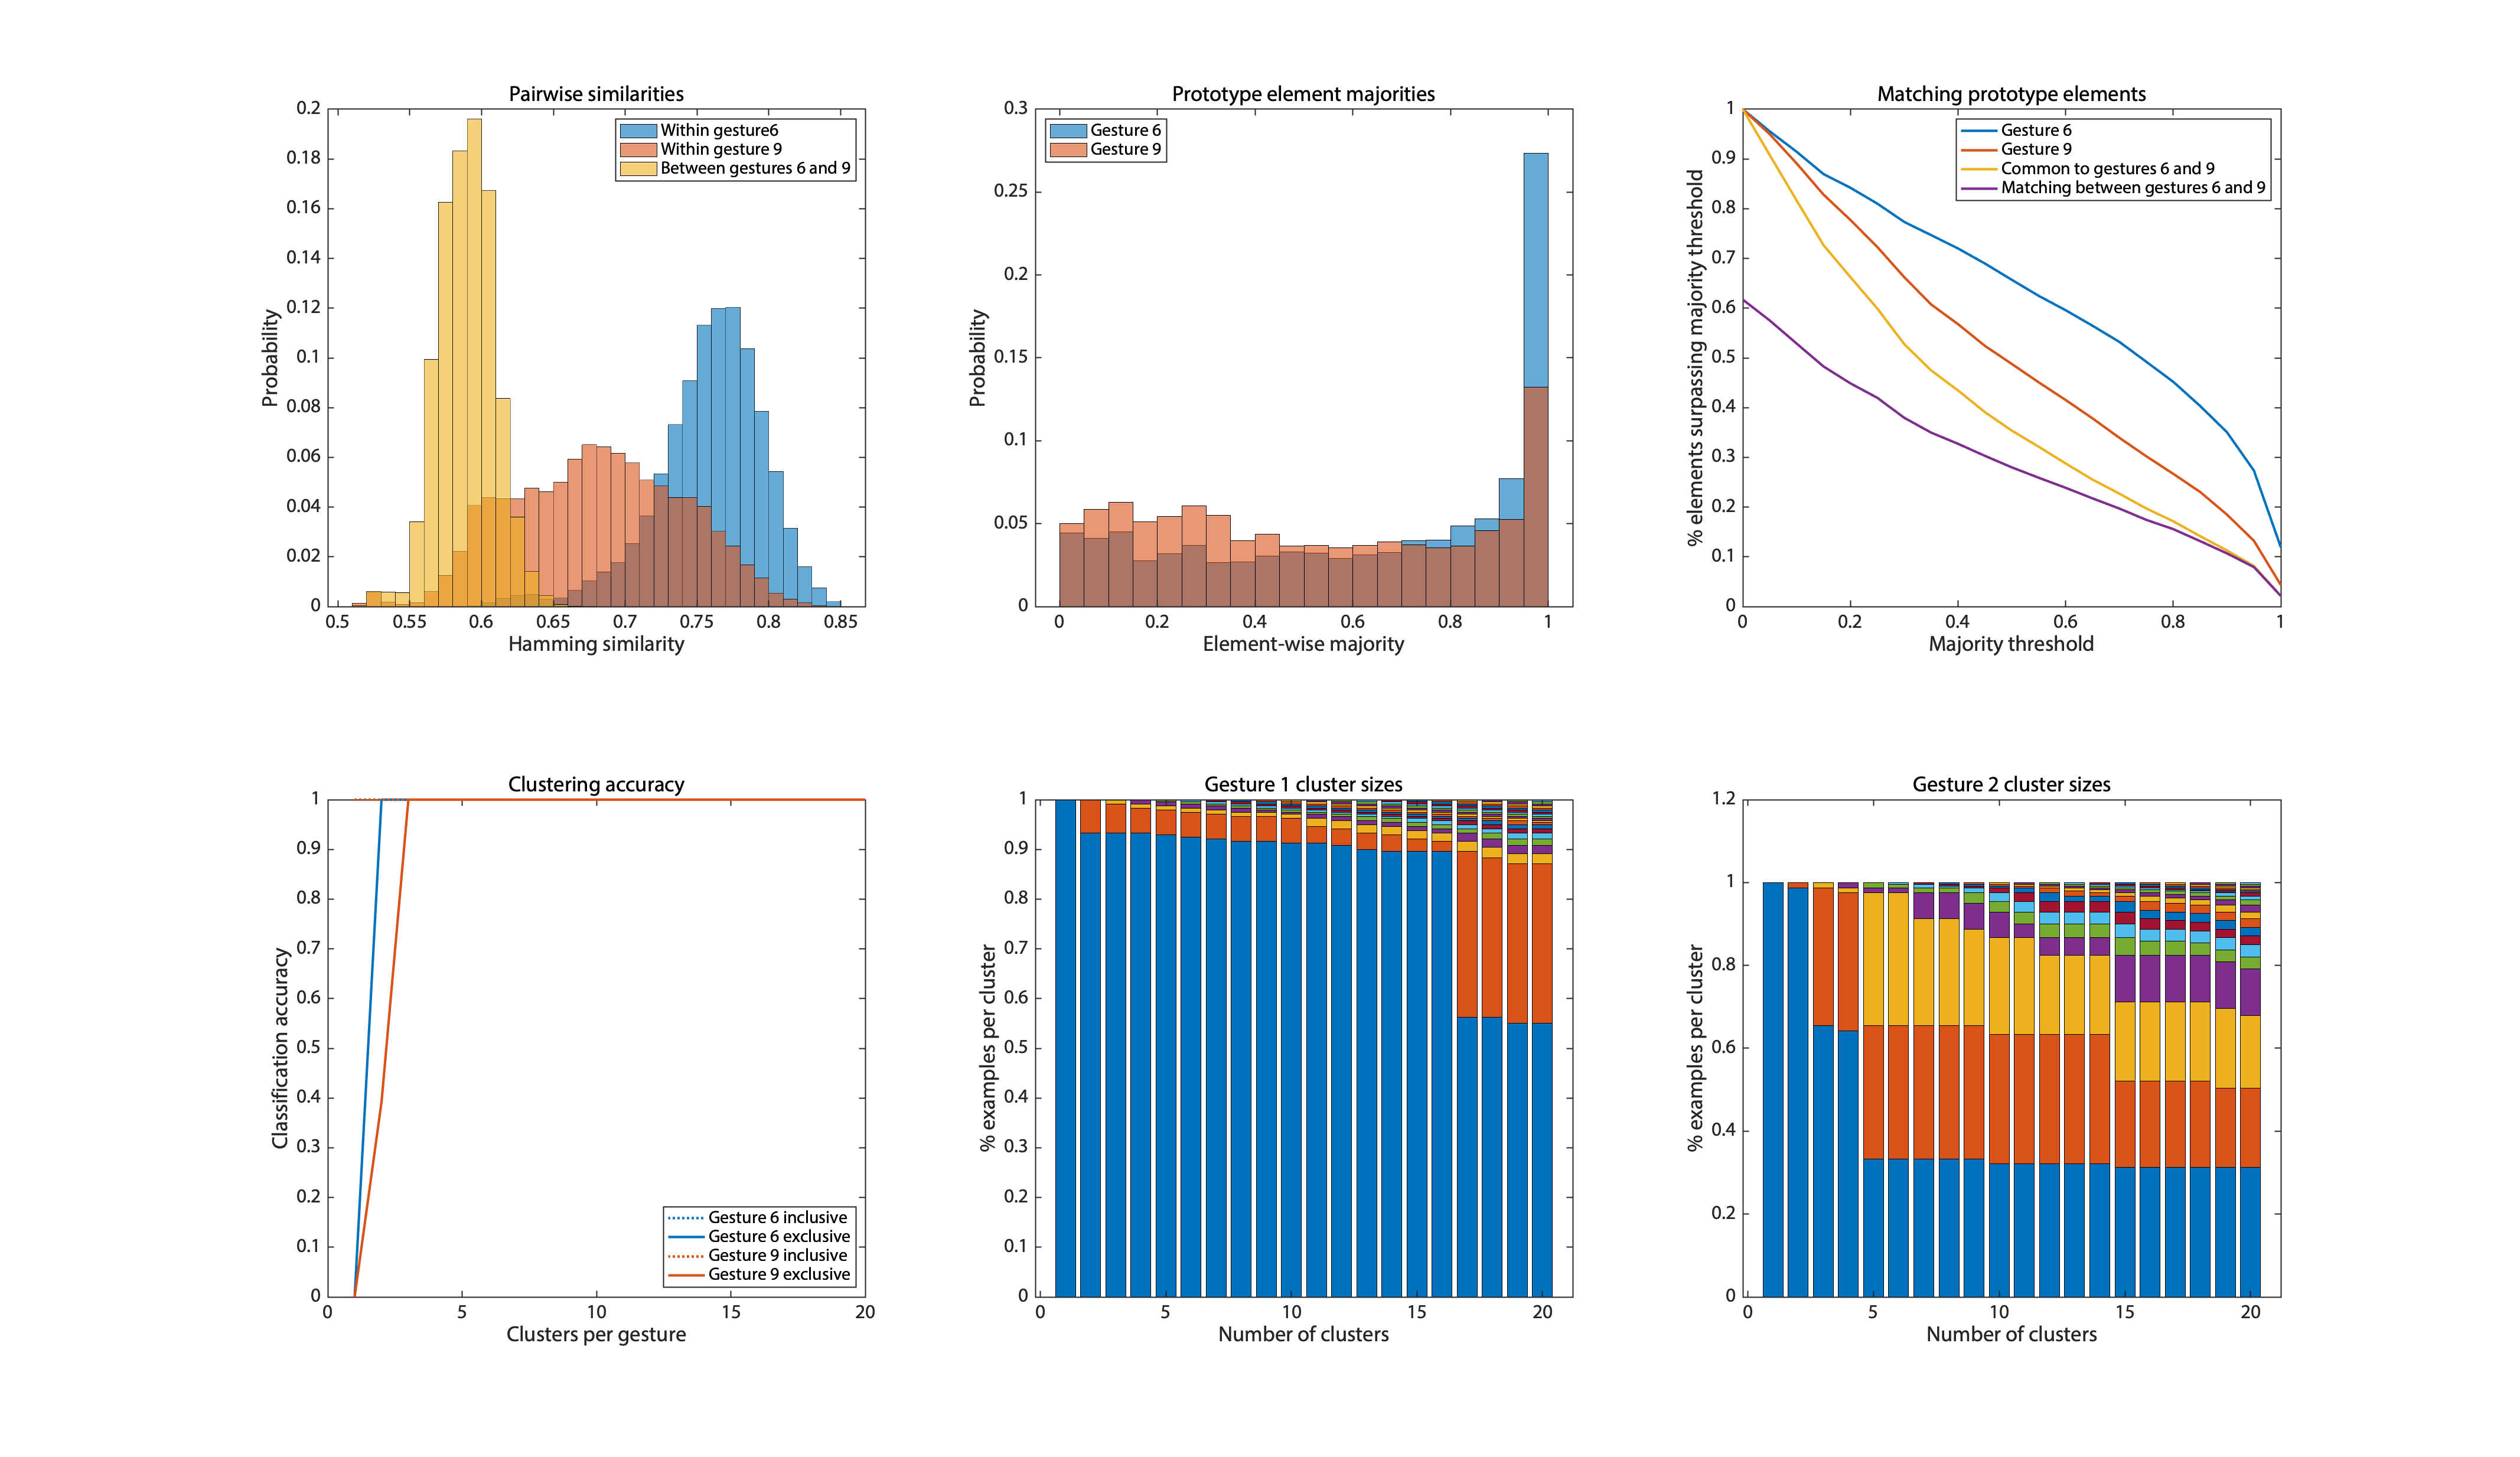 Pairwise similarities
0.2
0.18
0.16
0.14
0.12
0.1
0.08
0.06
0.04
0.02
0
Probability
Within gesture6
Within gesture 9
Between gestures 6 and 9
0.5 0.55 0.6 0.65 0.7 0.75 0.8 0.85
Hamming similarity
Prototype element majorities
0.3
0.25
0.2
0.15
0.1
0.05
0
Probability
Gesture 6
Gesture 9
0 0.2 0.4 0.6 0.8 1
Element-wise majority
Matching prototype elements
1
0.9
0.8
0.7
0.6
0.5
0.4
0.3
0.2
0.1
0
% elements surpassing majority threshold
Gesture 6
Gesture 9
Common to gestures 6 and 9
Matching between gestures 6 and 9
0 0.2 0.4 0.6 0.8 1
Majority threshold
Clustering accuracy
1
0.9
0.8
0.7
0.6
0.5
0.4
0.3
0.2
0.1
0
Classification accuracy
Gesture 6 inclusive
Gesture 6 exclusive
Gesture 9 inclusive
Gesture 9 exclusive
0 5 10 15 20
Clusters per gesture
Gesture 1 cluster sizes
1
0.9
0.8
0.7
0.6
0.5
0.4
0.3
0.2
0.1
0
% examples per cluster
0 5 10 15 20
Number of clusters
Gesture 2 cluster sizes
1.2
1
0.8
0.6
0.4
0.2
0
% examples per cluster
0 5 10 15 20
Number of clusters